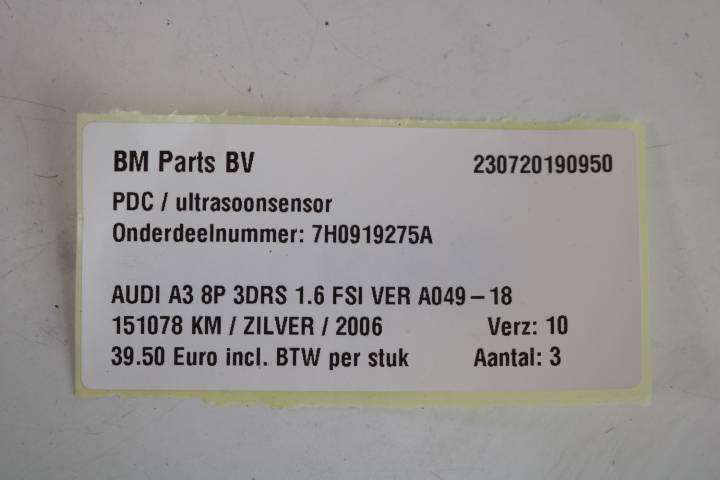 BM Parts BV 230720190950
PDC / ultrasoonsensor
Onderdeelnummer: 7H0919275A
AUDI A3 8P 3DRS 1.6 FSI VER A049-18
151078 KM / ZILVER / 2006 Verz: 10
39.50 Euro incl. BTW per stuk Aantal: 3